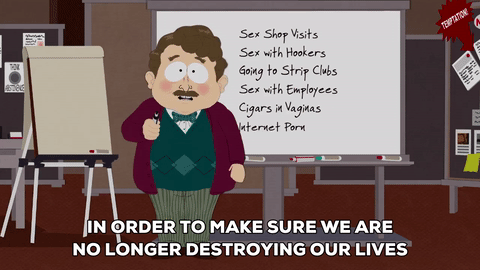 TEMPTATION!
Sex Shop Visits
Sex with Hookers
Going to Strip Clubs
Sex with Employees
Cigars in Vaginas
Internet Porn
IN ORDER TO MAKE SURE WE ARE
NO LONGER DESTROYING OUR LIVES